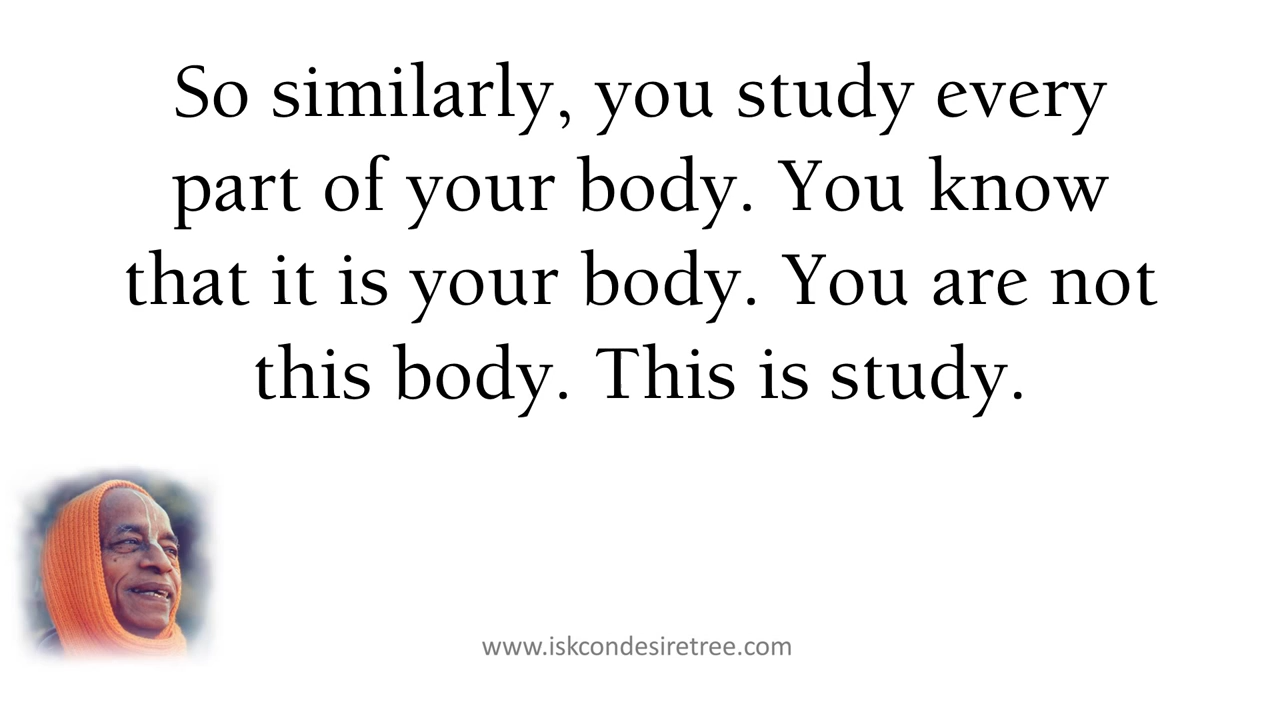 So similarly, you study every
part of your body. You know
that it is your body. You are not
this body. This is study.
www.iskcondesiretree.com